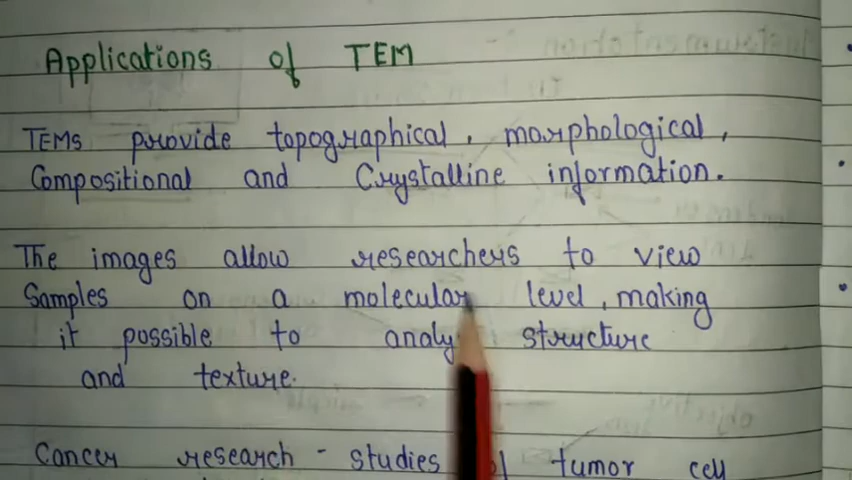 Applications of TEM
TEMs provide topographical, morphological,
Compositional and Crystalline information.
The images allow researchers to view
Samples on a molecular level, making
it possible to analy structure
and texture.
Cancer research - studies of tumor cell